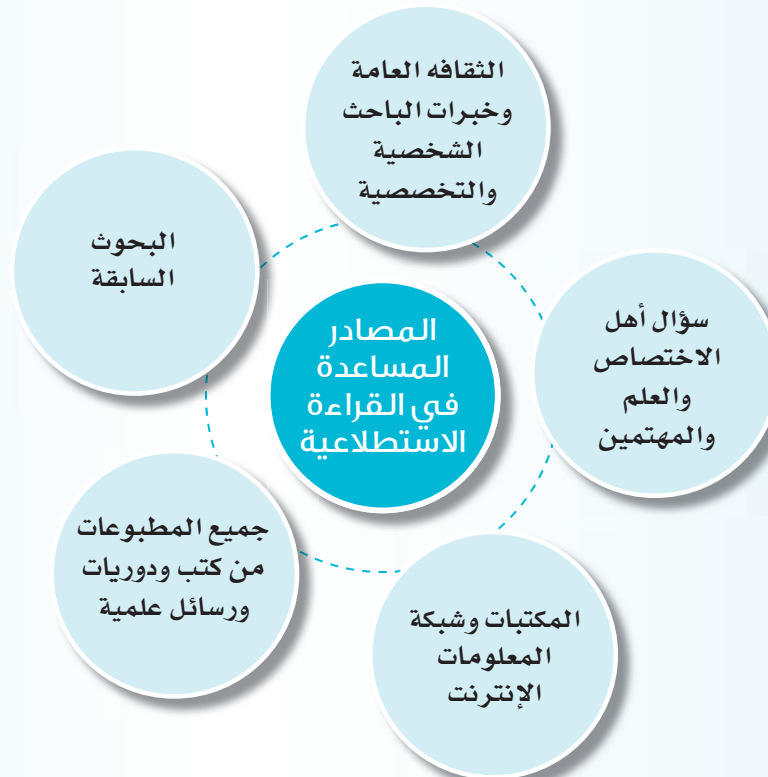 الثقافه العامة
وخبرات الباحث
الشخصية
والتخصصية
سؤال أهل
الاختصاص
والعلم
والمهتمين
المكتبات وشبكة
المعلومات
الإنترنت
جميع المطبوعات
من كتب ودوريات
ورسائل علمية
البحوث
السابقة
المصادر
المساعدة
في القراءة
الاستطلاعية